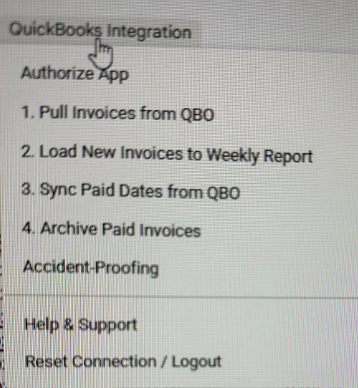 QuickBooks Integration
Authorize App
1. Pull Invoices from QBO
2. Load New Invoices to Weekly Report
3. Sync Paid Dates from QBO
4. Archive Paid Invoices
Accident-Proofing
Help & Support
Reset Connection / Logout